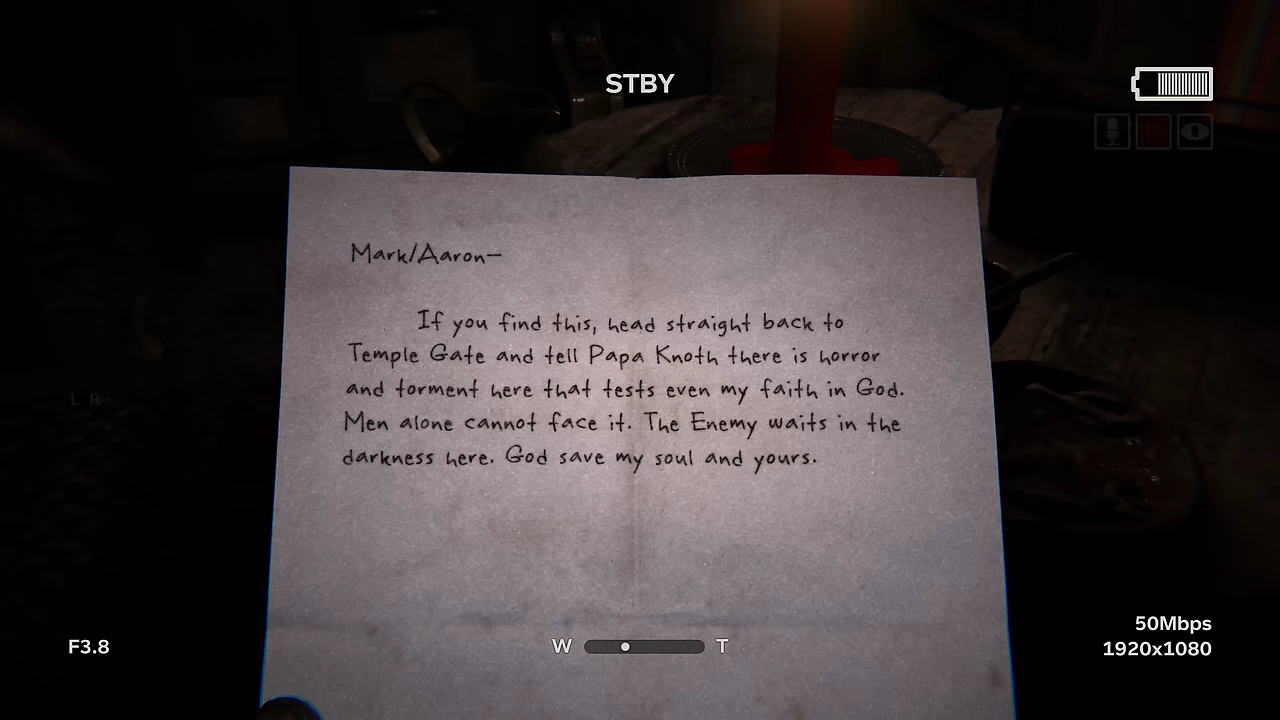 STBY
Mark/Aaron—
If you find this, head straight back to
Temple Gate and tell Papa Knoth there is horror
and torment here that tests even my faith in God.
Men alone cannot face it. The Enemy waits in the
darkness here. God save my soul and yours.
L R
F3.8
W T
50Mbps
1920x1080